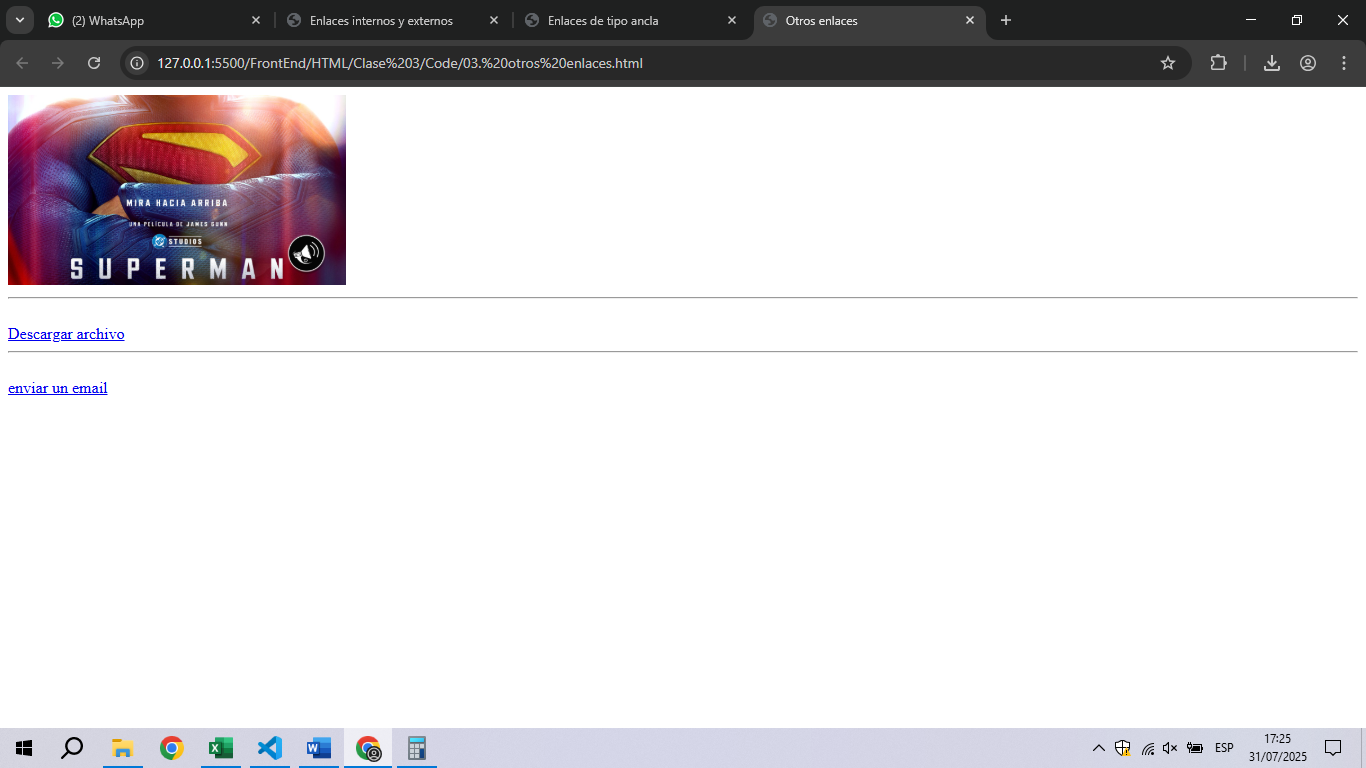 (2) WhatsApp
Enlaces internos y externos
Enlaces de tipo ancla
Otros enlaces
127.0.0.1:5500/FrontEnd/HTML/Clase%203/Code/03.%20otros%20enlaces.html
MIRA HACIA ARRIBA
UNA PELÍCULA DE JAMES GUNN
DC STUDIOS
SUPERMAN
Descargar archivo
enviar un email
ESP
17:25
31/07/2025